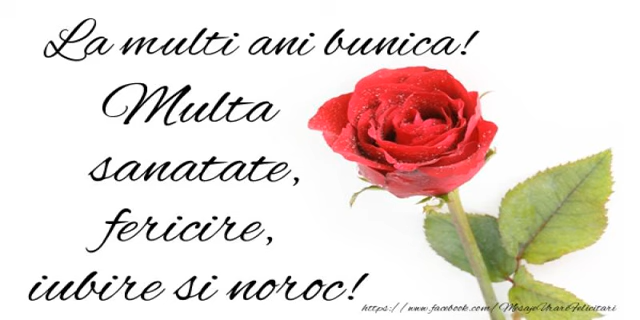 La multi ani bunica!
Multa
sanatate,
fericire,
iubire si noroc!
https://www.facebook.com/MesajeUrariFelicitari